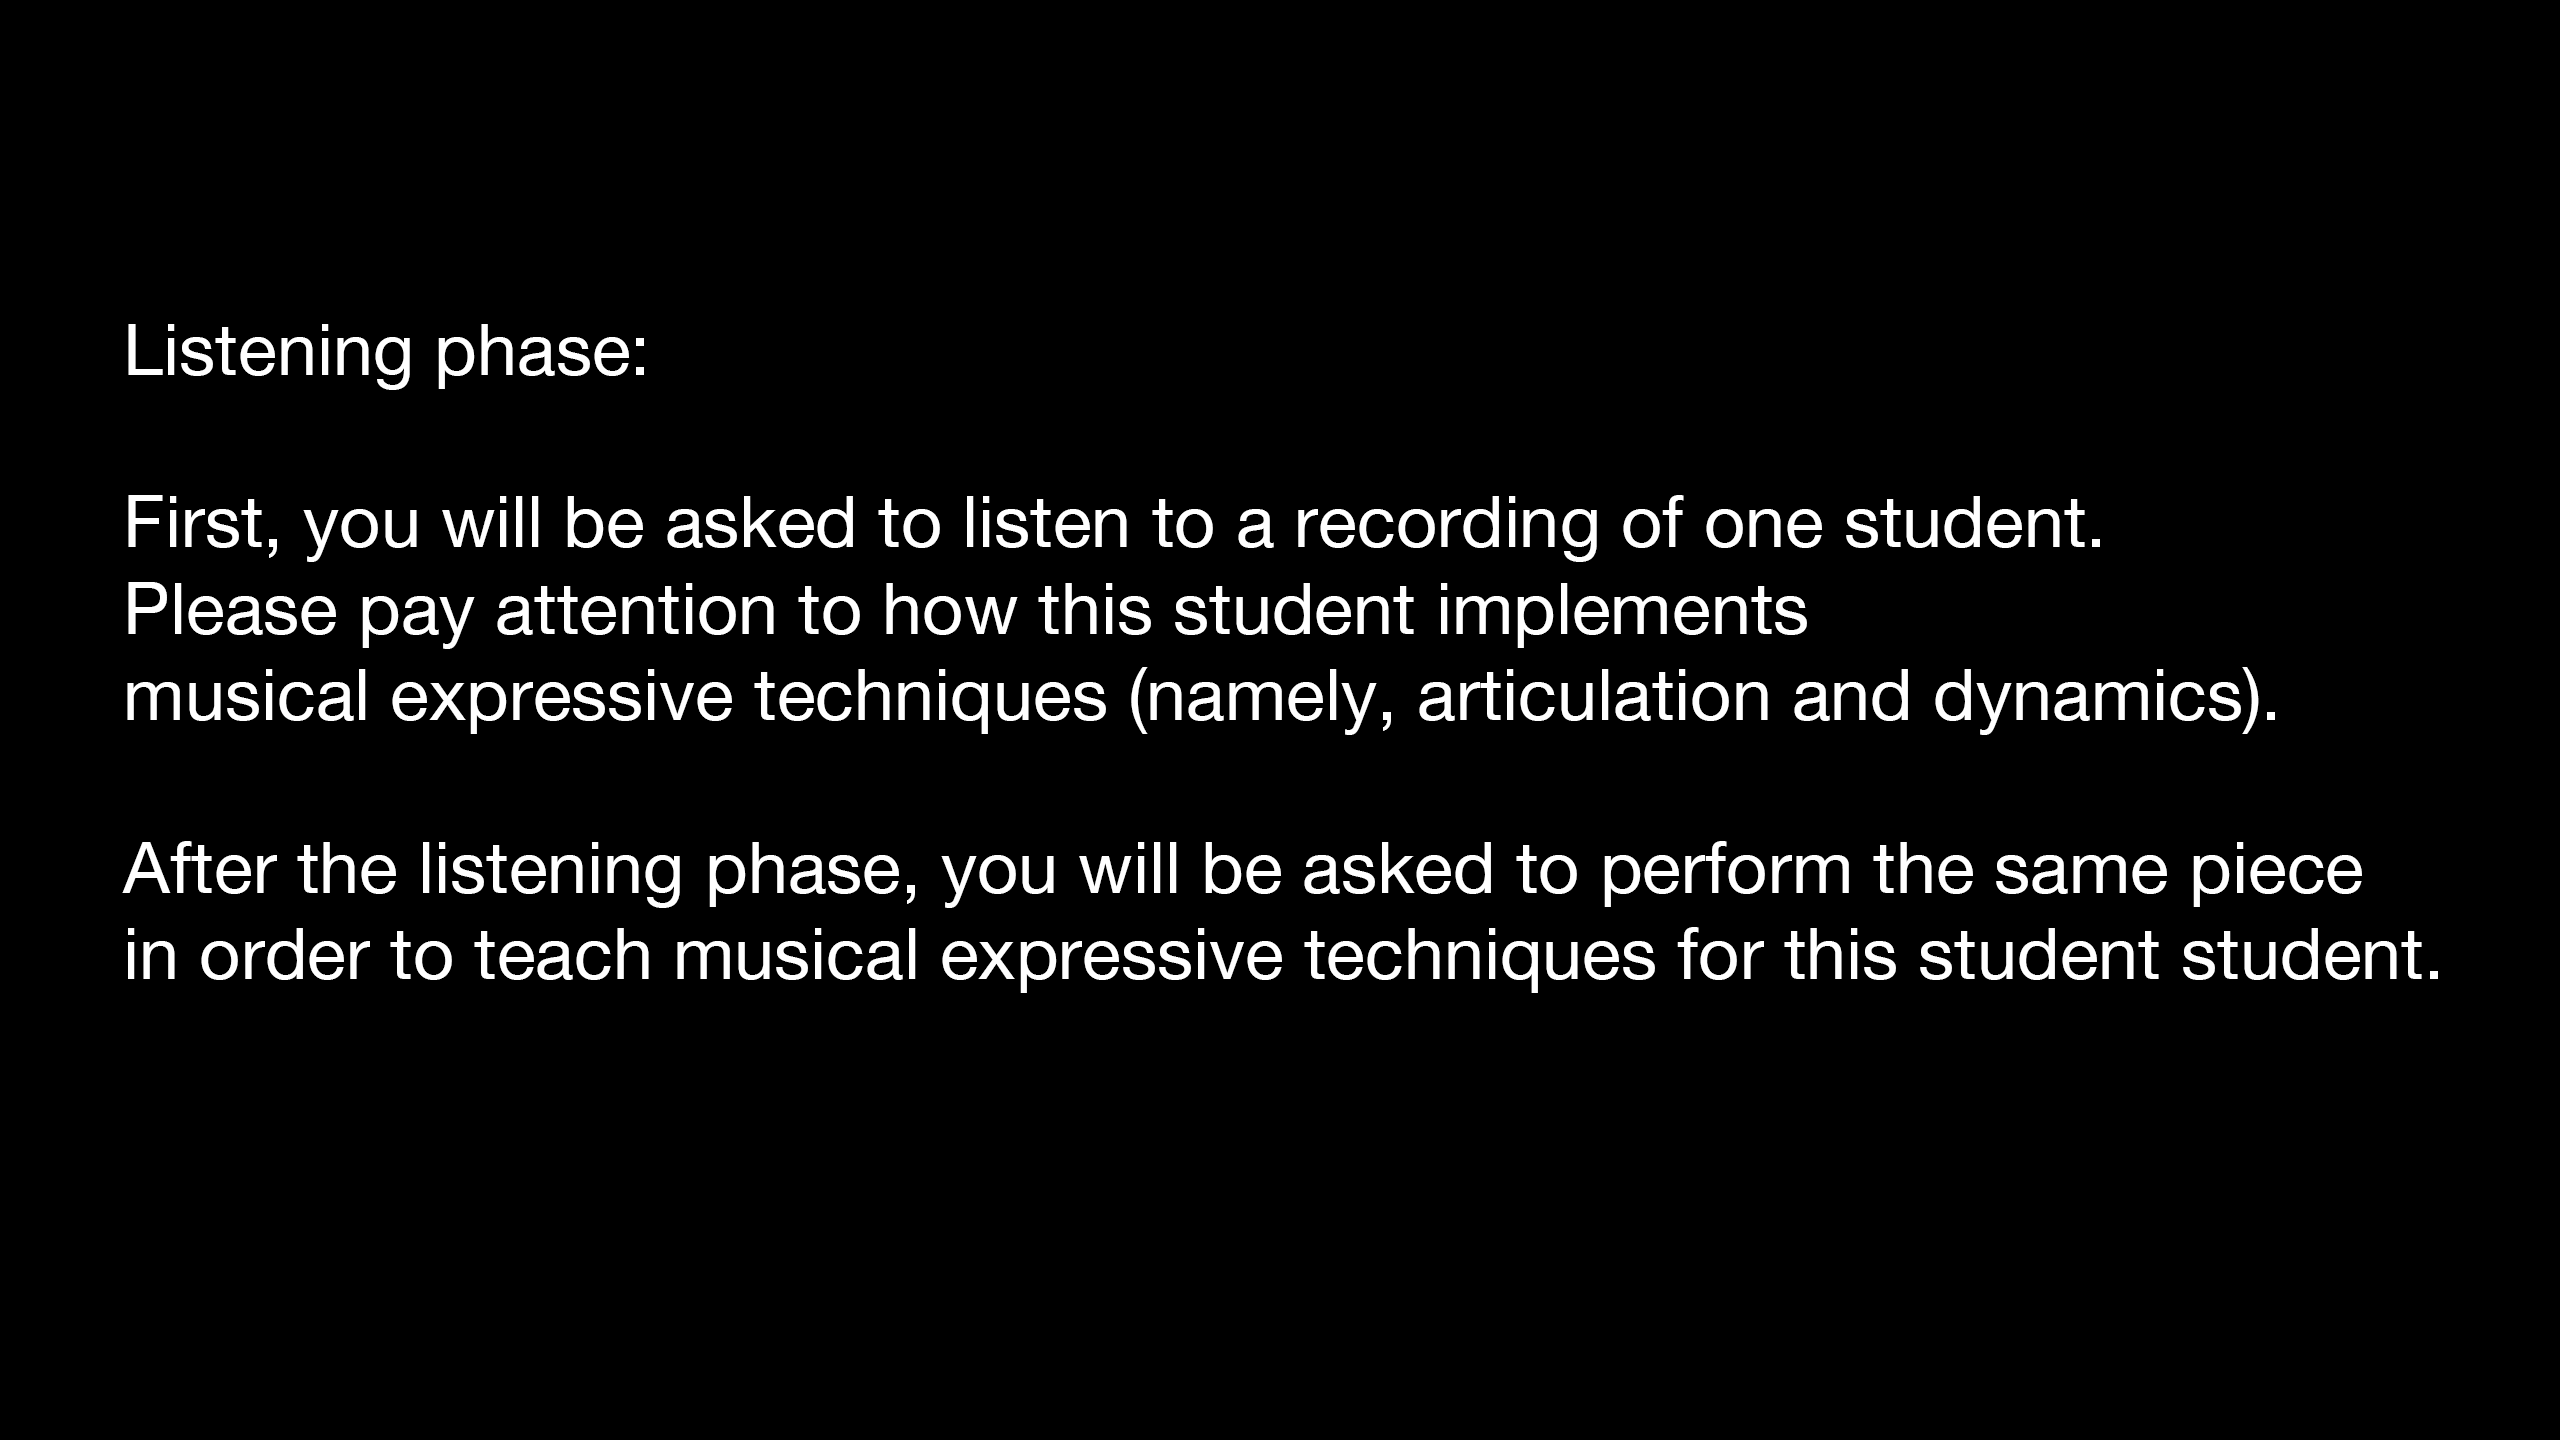 Listening phase:
First, you will be asked to listen to a recording of one student.
Please pay attention to how this student implements
musical expressive techniques (namely, articulation and dynamics).
After the listening phase, you will be asked to perform the same piece
in order to teach musical expressive techniques for this student student.